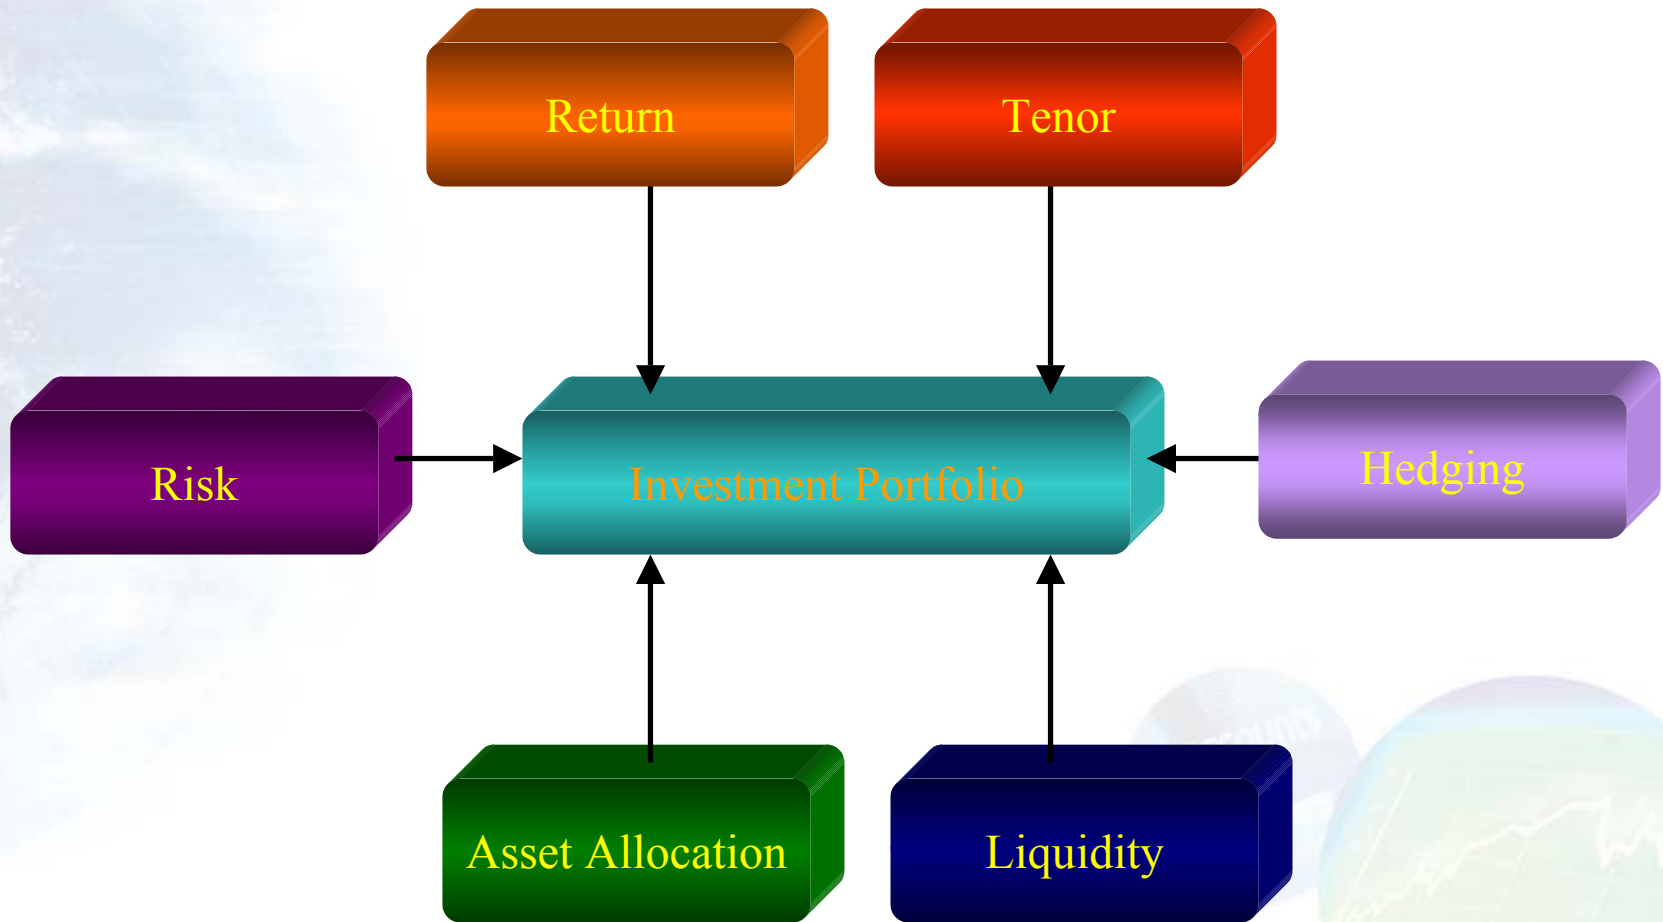 Return
Tenor
Risk
Investment Portfolio
Hedging
Asset Allocation
Liquidity